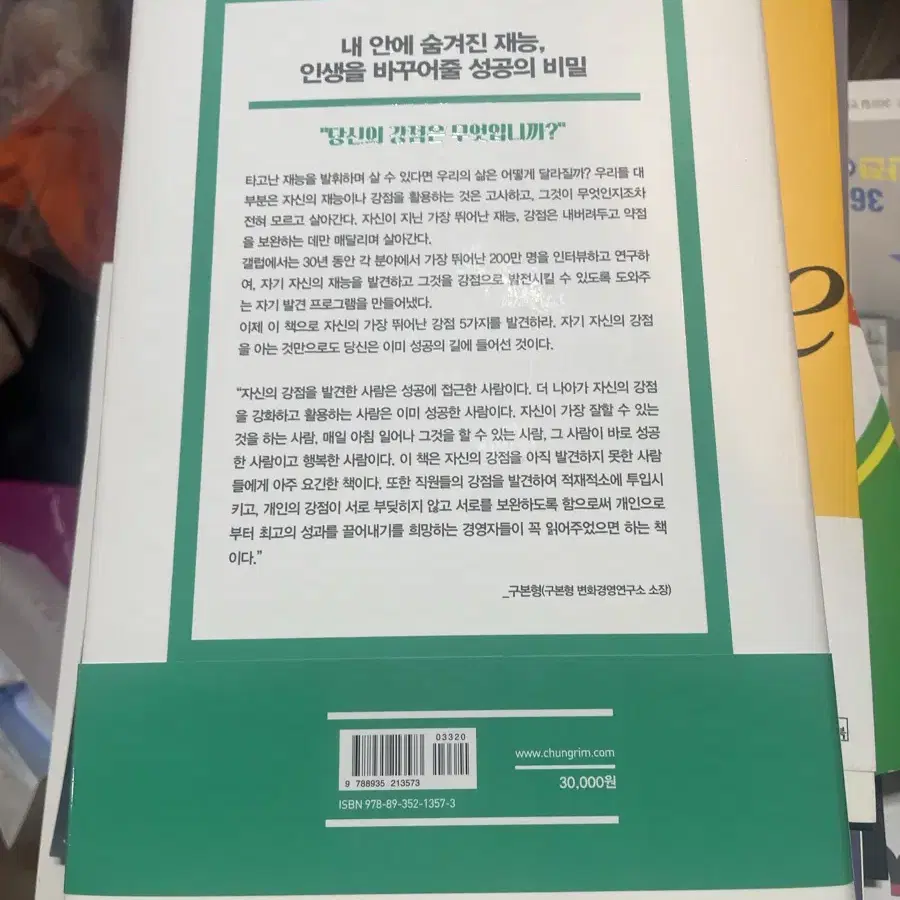 내 안에 숨겨진 재능,
인생을 바꾸어줄 성공의 비밀
"당신의 강점은 무엇입니까?"
타고난 재능을 발휘하며 살 수 있다면 우리의 삶은 어떻게 달라질까? 우리들 대
부분은 자신의 재능이나 강점을 활용하는 것은 고사하고, 그것이 무엇인지조차
전혀 모르고 살아간다. 자신이 지닌 가장 뛰어난 재능, 강점은 내버려두고 약점
을 보완하는 데만 매달리며 살아간다.
갤럽에서는 30년 동안 각 분야에서 가장 뛰어난 200만 명을 인터뷰하고 연구하
여, 자기 자신의 재능을 발견하고 그것을 강점으로 발전시킬 수 있도록 도와주
는 자기 발견 프로그램을 만들어냈다.
이제 이 책으로 자신의 가장 뛰어난 강점 5가지를 발견하라. 자기 자신의 강점
을 아는 것만으로도 당신은 이미 성공의 길에 들어선 것이다.
"자신의 강점을 발견한 사람은 성공에 접근한 사람이다. 더 나아가 자신의 강점
을 강화하고 활용하는 사람은 이미 성공한 사람이다. 자신이 가장 잘할 수 있는
것을 하는 사람, 매일 아침 일어나 그것을 할 수 있는 사람, 그 사람이 바로 성공
한 사람이고 행복한 사람이다. 이 책은 자신의 강점을 아직 발견하지 못한 사람
들에게 아주 요긴한 책이다. 또한 직원들의 강점을 발견하여 적재적소에 투입시
키고, 개인의 강점이 서로 부딪히지 않고 서로를 보완하도록 함으로써 개인으로
부터 최고의 성과를 끌어내기를 희망하는 경영자들이 꼭 읽어주었으면 하는 책
이다."
_구본형(구본형 변화경영연구소 소장)
03320
9 788935 213573
ISBN 978-89-352-1357-3
www.chungrim.com
30,000원
e
36